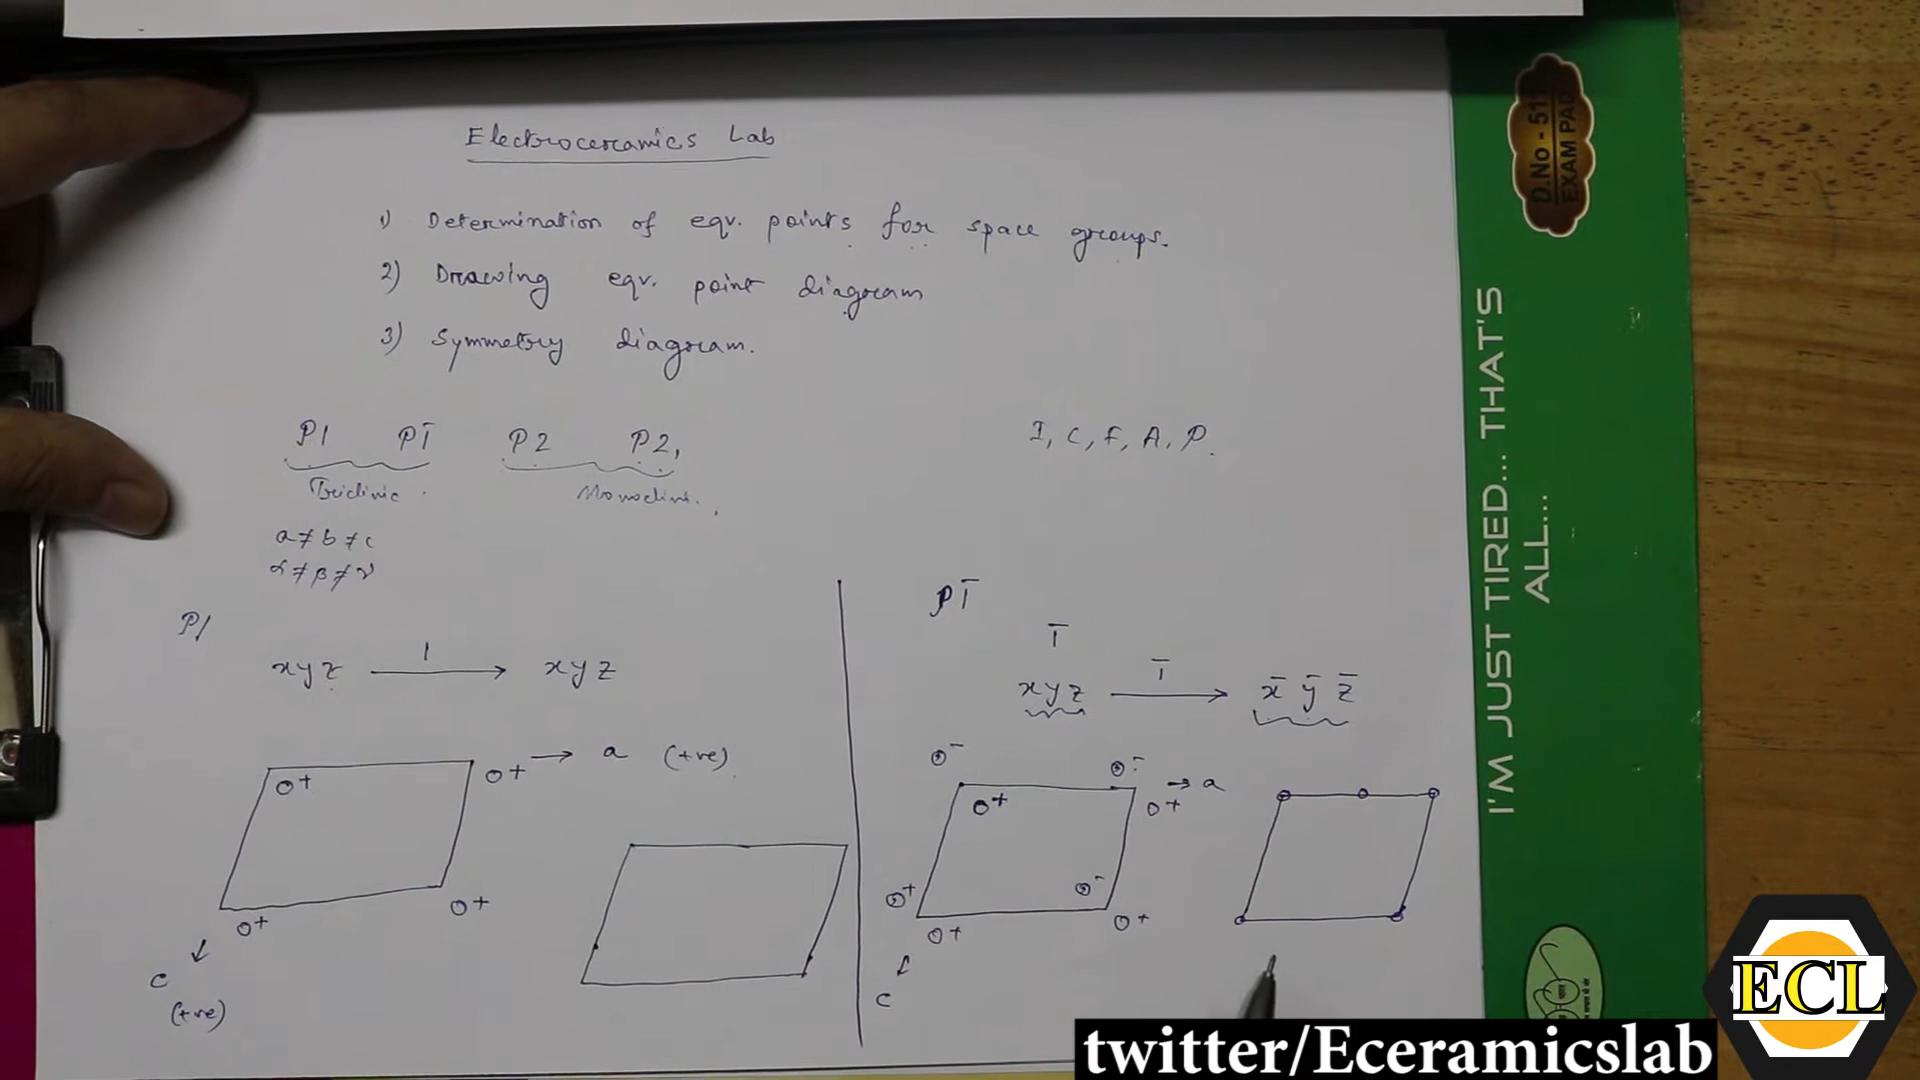 Electroceramics Lab
1) Determination of eqv. points for space groups.
2) Drawing eqv. point diagram
3) Symmetry diagram.
P1 P1̄ P2 P2₁
I, C, F, A, P.
Triclinic. Monoclinic.
a ≠ b ≠ c
α ≠ β ≠ γ
P1
xyz 1 → xyz
→ a (+ve)
O+ O+
O+ O+
c
(+ve)
P1̄
1̄
xyz 1̄ → x̄ ȳ z̄
O- O-
→ a
O+ O+
O+ O-
O+ O+
c
D.No - 511
EXAM PAD
I'M JUST TIRED... THAT'S
ALL...
ECL
twitter/Eceramicslab